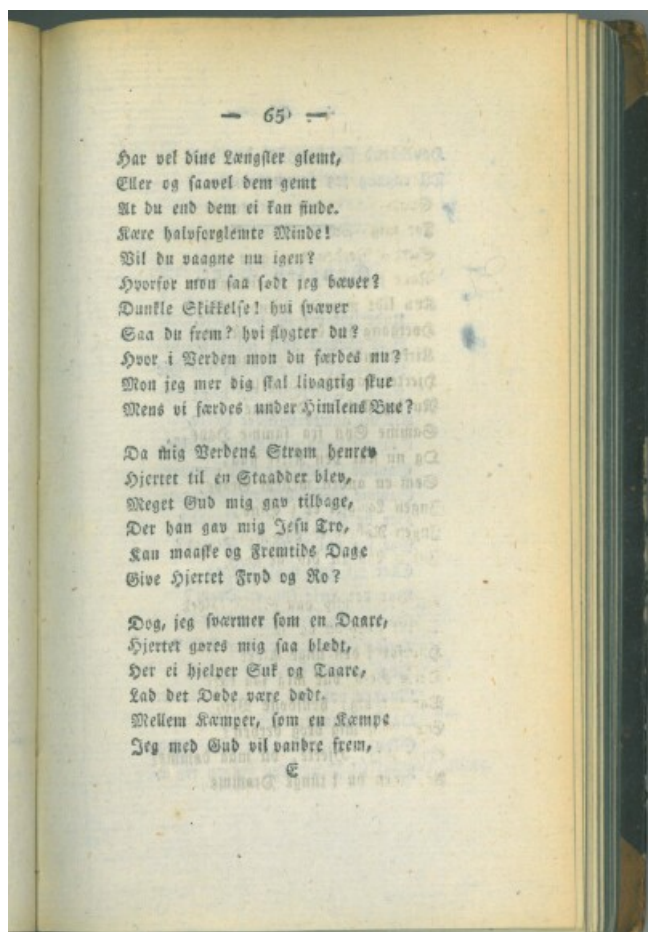 — 65 —
Har vel dine Længsler glemt,
Eller og saavel dem gemt
At du end dem ei kan finde.
Kære halvforglemte Minde!
Vil du vaagne nu igen?
Hvorfor mon saa södt jeg bæver?
Dunkle Skikkelse! hvi svæver
Saa du frem? hvi flygter du?
Hvor i Verden mon du færdes nu?
Mon jeg mer dig skal livagtig skue
Mens vi færdes under Himlens Bue?
Da mig Verdens Strøm henrev
Hjertet til en Staadder blev,
Meget Gud mig gav tilbage,
Der han gav mig Jesu Tro,
Kan maaske og Fremtids Dage
Give Hjertet Fryd og Ro?
Dog, jeg sværmer som en Daare,
Hjertet gøres mig saa blødt,
Her ei hjelper Suk og Taare,
Lad det Døde være dødt.
Mellem Kæmper, som en Kæmpe
Jeg med Gud vil vandre frem,
E